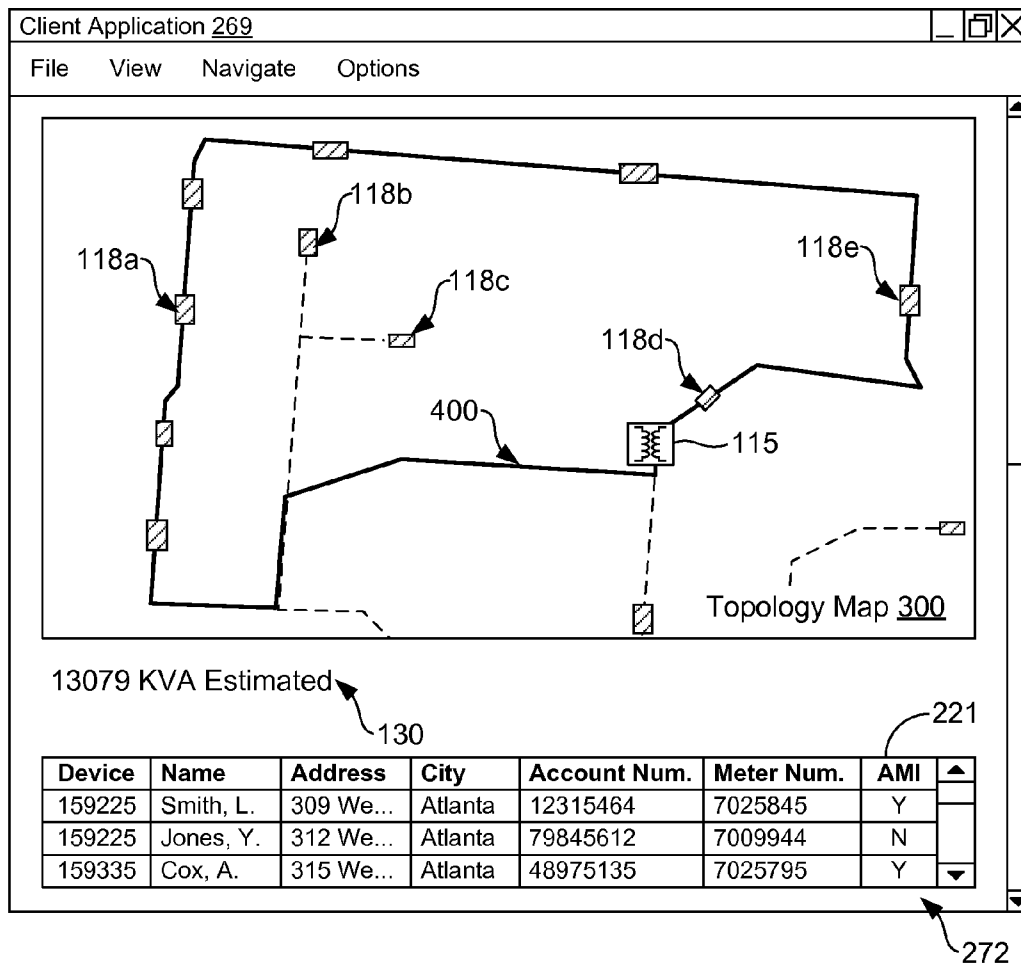 Client Application 269
File View Navigate Options
118b
118a
118e
118c
118d
400
115
Topology Map 300
13079 KVA Estimated
130
221
Device Name Address City Account Num. Meter Num. AMI
159225 Smith, L. 309 We... Atlanta 12315464 7025845 Y
159225 Jones, Y. 312 We... Atlanta 79845612 7009944 N
159335 Cox, A. 315 We... Atlanta 48975135 7025795 Y
272